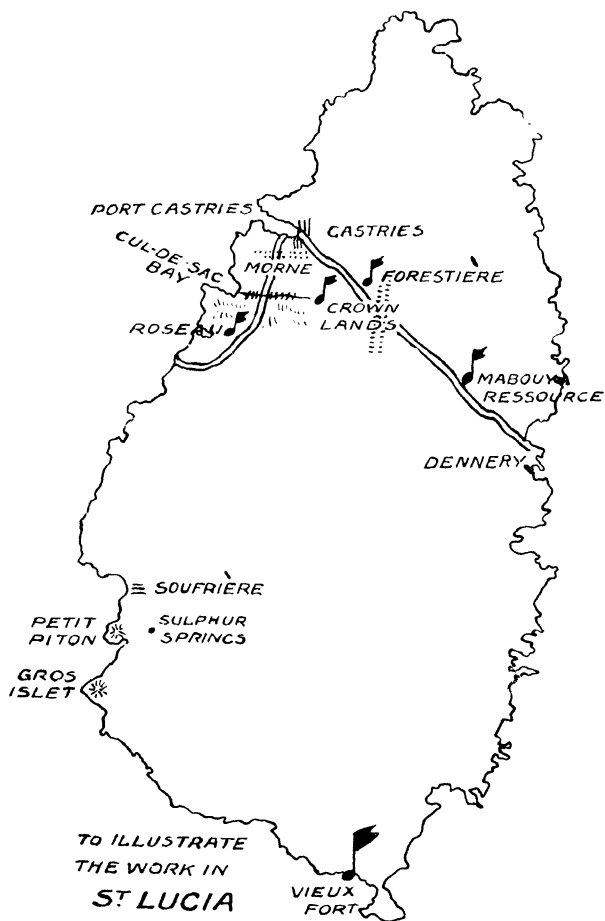 PORT CASTRIES
CASTRIES
CUL-DE-SAC
BAY
MORNE
FORESTIÈRE
CROWN
LANDS
ROSEAU
MABOUYA
RESSOURCE
DENNERY
SOUFRIÈRE
PETIT
PITON
SULPHUR
SPRINGS
GROS
ISLET
TO ILLUSTRATE
THE WORK IN
ST LUCIA
VIEUX
FORT